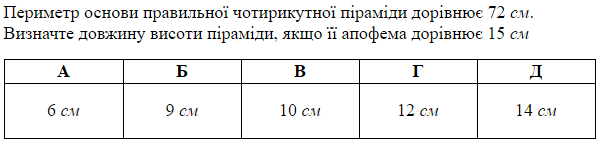 Периметр основи правильної чотирикутної піраміди дорівнює 72 см.
Визначте довжину висоти піраміди, якщо її апофема дорівнює 15 см
А Б В Г Д
6 см 9 см 10 см 12 см 14 см